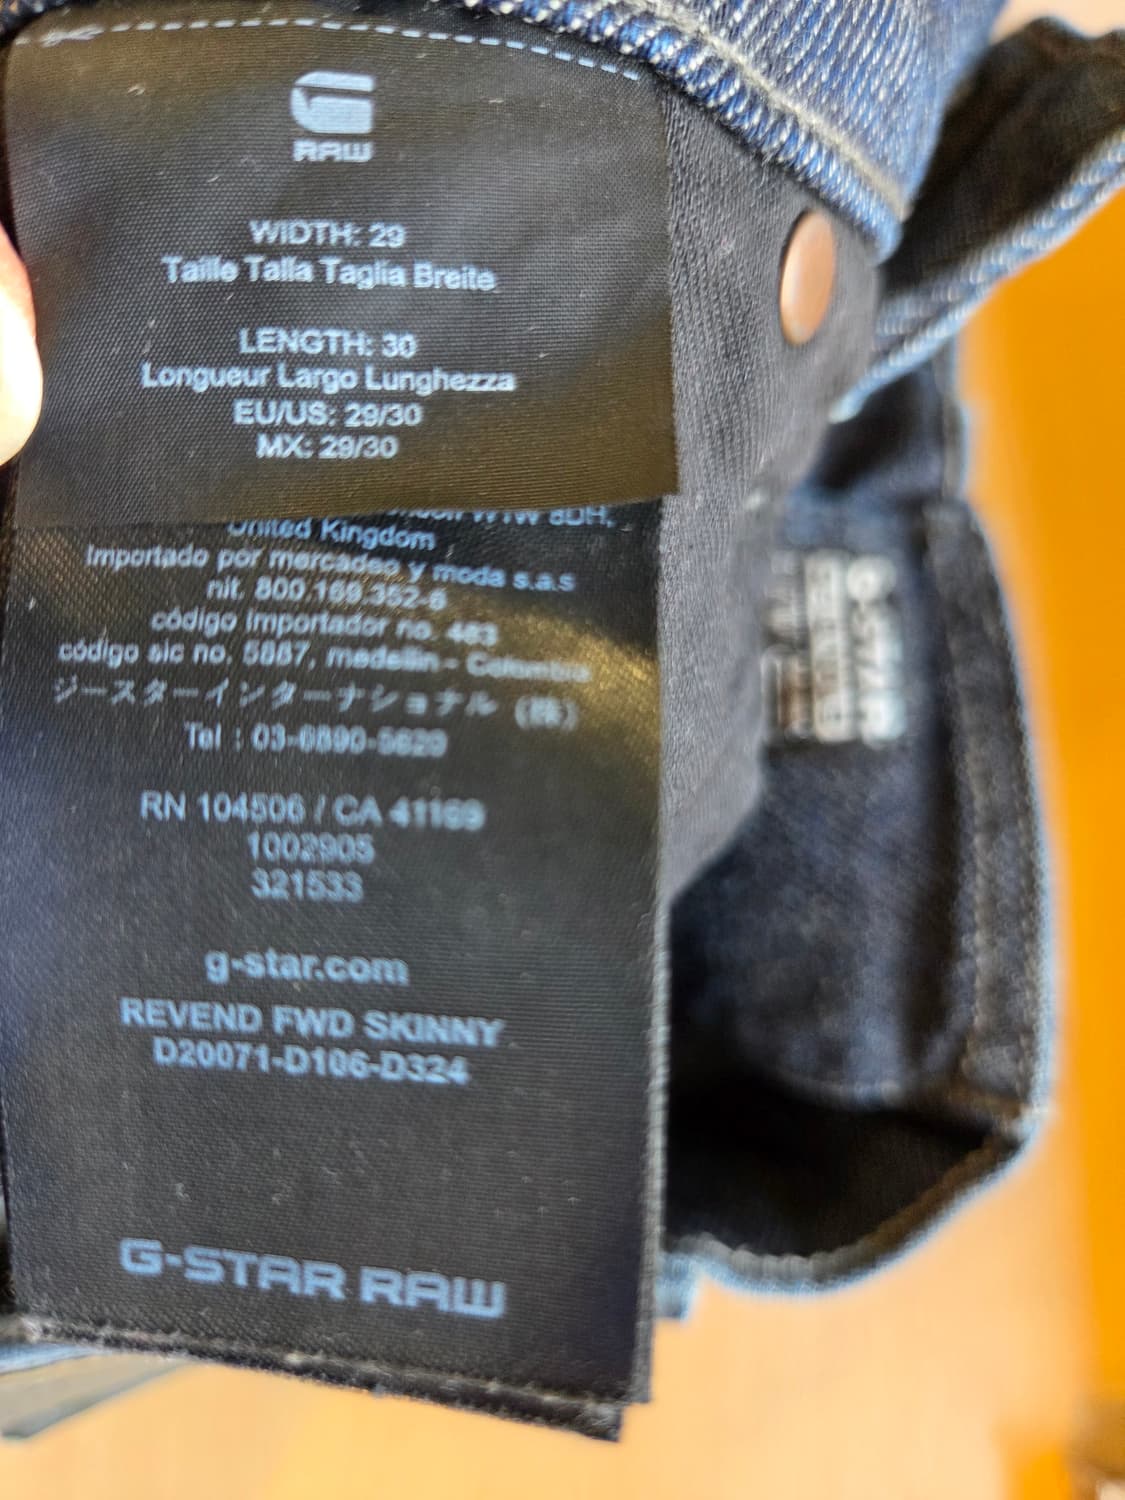 RAW
WIDTH: 29
Taille Talla Taglia Breite
LENGTH: 30
Longueur Largo Lunghezza
EU/US: 29/30
MX: 29/30
W1W 8DH,
United Kingdom
Importado por mercadeo y moda s.a.s
nit. 800.169.352-6
código importador no. 463
código sic no. 5887, medellin - Colombia
ジースターインターナショナル (株)
Tel : 03-6890-5620
RN 104506 / CA 41169
1002905
321533
g-star.com
REVEND FWD SKINNY
D20071-D106-D324
G-STAR RAW